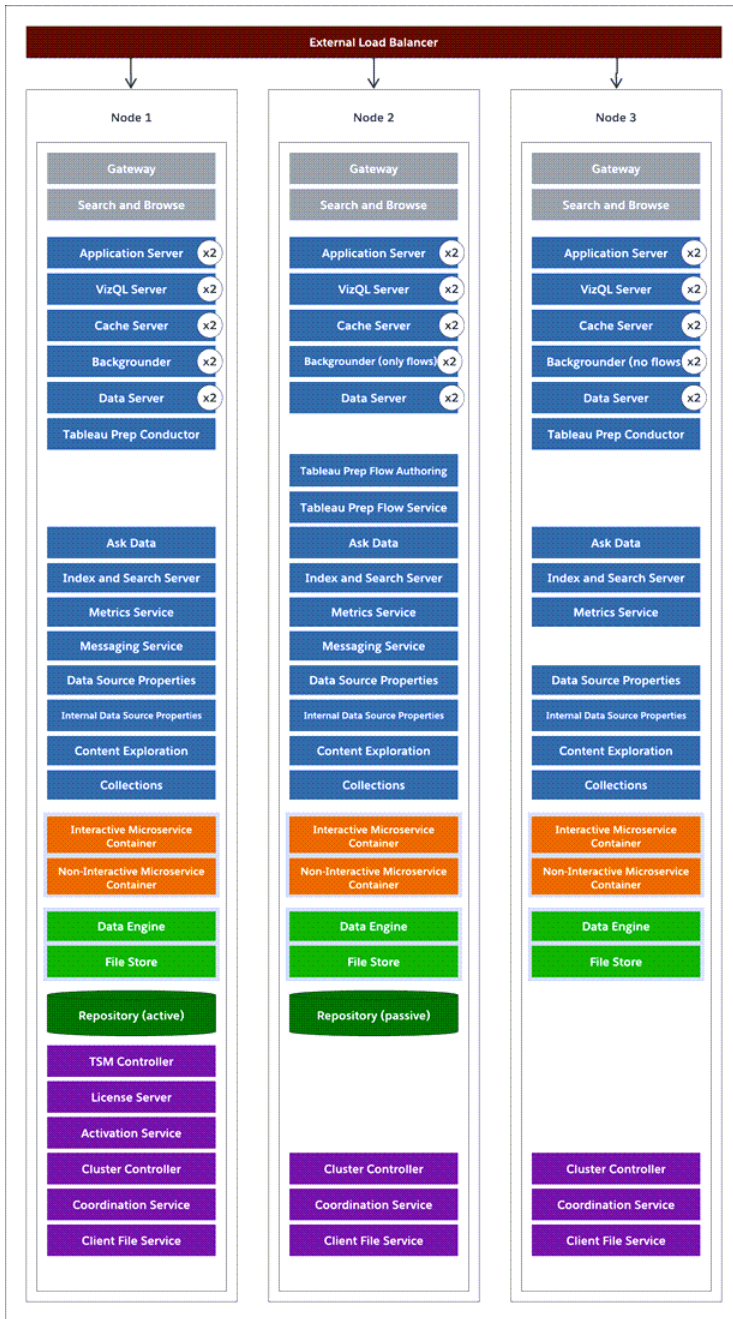 External Load Balancer
Node 1
Gateway
Search and Browse
Application Server x2
VizQL Server x2
Cache Server x2
Backgrounder x2
Data Server x2
Tableau Prep Conductor
Ask Data
Index and Search Server
Metrics Service
Messaging Service
Data Source Properties
Internal Data Source Properties
Content Exploration
Collections
Interactive Microservice
Container
Non-Interactive Microservice
Container
Data Engine
File Store
Repository (active)
TSM Controller
License Server
Activation Service
Cluster Controller
Coordination Service
Client File Service
Node 2
Gateway
Search and Browse
Application Server x2
VizQL Server x2
Cache Server x2
Backgrounder (only flows) x2
Data Server x2
Tableau Prep Flow Authoring
Tableau Prep Flow Service
Ask Data
Index and Search Server
Metrics Service
Messaging Service
Data Source Properties
Internal Data Source Properties
Content Exploration
Collections
Interactive Microservice
Container
Non-Interactive Microservice
Container
Data Engine
File Store
Repository (passive)
Cluster Controller
Coordination Service
Client File Service
Node 3
Gateway
Search and Browse
Application Server x2
VizQL Server x2
Cache Server x2
Backgrounder (no flows x2
Data Server x2
Tableau Prep Conductor
Ask Data
Index and Search Server
Metrics Service
Data Source Properties
Internal Data Source Properties
Content Exploration
Collections
Interactive Microservice
Container
Non-Interactive Microservice
Container
Data Engine
File Store
Cluster Controller
Coordination Service
Client File Service